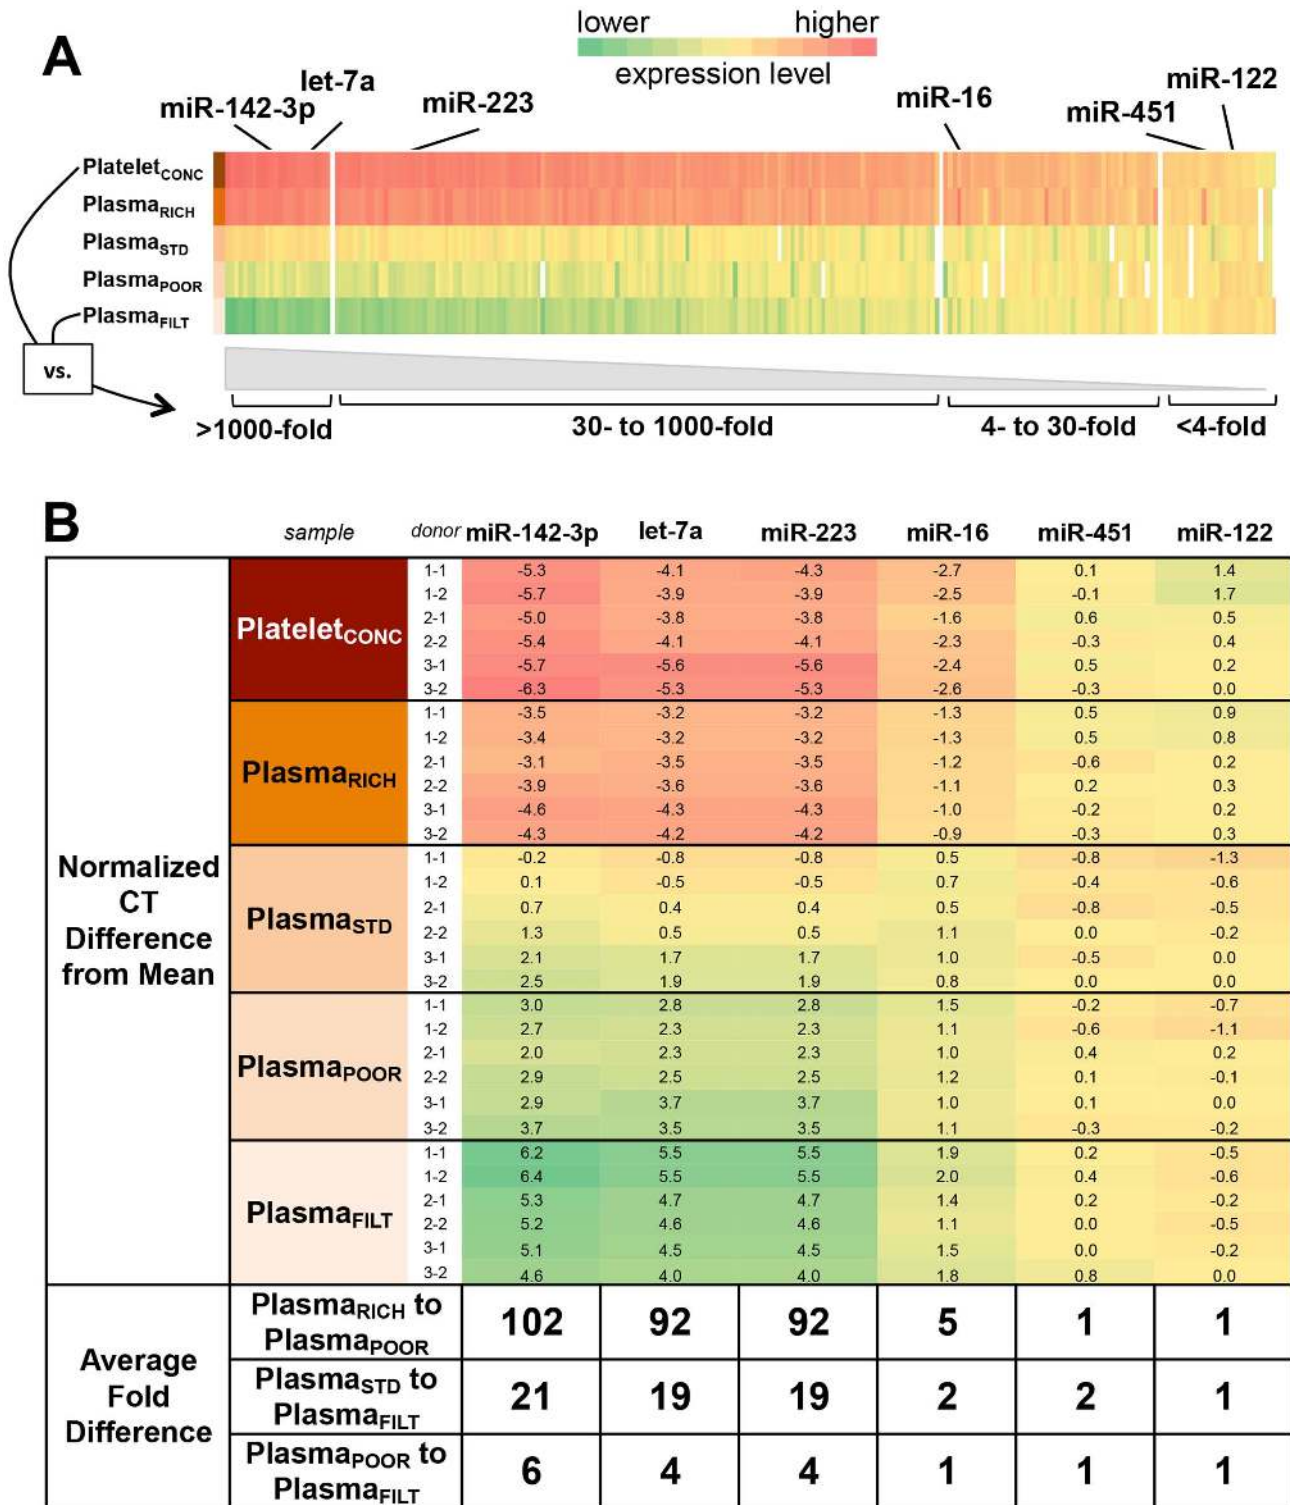 A
lower higher
expression level
miR-142-3p let-7a miR-223 miR-16 miR-451 miR-122
PlateletCONC
PlasmaRICH
PlasmaSTD
PlasmaPOOR
PlasmaFILT
vs.
>1000-fold 30- to 1000-fold 4- to 30-fold <4-fold
B
sample donor miR-142-3p let-7a miR-223 miR-16 miR-451 miR-122
Normalized
CT
Difference
from Mean
PlateletCONC
1-1 -5.3 -4.1 -4.3 -2.7 0.1 1.4
1-2 -5.7 -3.9 -3.9 -2.5 -0.1 1.7
2-1 -5.0 -3.8 -3.8 -1.6 0.6 0.5
2-2 -5.4 -4.1 -4.1 -2.3 -0.3 0.4
3-1 -5.7 -5.6 -5.6 -2.4 0.5 0.2
3-2 -6.3 -5.3 -5.3 -2.6 -0.3 0.0
PlasmaRICH
1-1 -3.5 -3.2 -3.2 -1.3 0.5 0.9
1-2 -3.4 -3.2 -3.2 -1.3 0.5 0.8
2-1 -3.1 -3.5 -3.5 -1.2 -0.6 0.2
2-2 -3.9 -3.6 -3.6 -1.1 0.2 0.3
3-1 -4.6 -4.3 -4.3 -1.0 -0.2 0.2
3-2 -4.3 -4.2 -4.2 -0.9 -0.3 0.3
PlasmaSTD
1-1 -0.2 -0.8 -0.8 0.5 -0.8 -1.3
1-2 0.1 -0.5 -0.5 0.7 -0.4 -0.6
2-1 0.7 0.4 0.4 0.5 -0.8 -0.5
2-2 1.3 0.5 0.5 1.1 0.0 -0.2
3-1 2.1 1.7 1.7 1.0 -0.5 0.0
3-2 2.5 1.9 1.9 0.8 0.0 0.0
PlasmaPOOR
1-1 3.0 2.8 2.8 1.5 -0.2 -0.7
1-2 2.7 2.3 2.3 1.1 -0.6 -1.1
2-1 2.0 2.3 2.3 1.0 0.4 0.2
2-2 2.9 2.5 2.5 1.2 0.1 -0.1
3-1 2.9 3.7 3.7 1.0 0.1 0.0
3-2 3.7 3.5 3.5 1.1 -0.3 -0.2
PlasmaFILT
1-1 6.2 5.5 5.5 1.9 0.2 -0.5
1-2 6.4 5.5 5.5 2.0 0.4 -0.6
2-1 5.3 4.7 4.7 1.4 0.2 -0.2
2-2 5.2 4.6 4.6 1.1 0.0 -0.5
3-1 5.1 4.5 4.5 1.5 0.0 -0.2
3-2 4.6 4.0 4.0 1.8 0.8 0.0
Average
Fold
Difference
PlasmaRICH to
PlasmaPOOR
102 92 92 5 1 1
PlasmaSTD to
PlasmaFILT
21 19 19 2 2 1
PlasmaPOOR to
PlasmaFILT
6 4 4 1 1 1